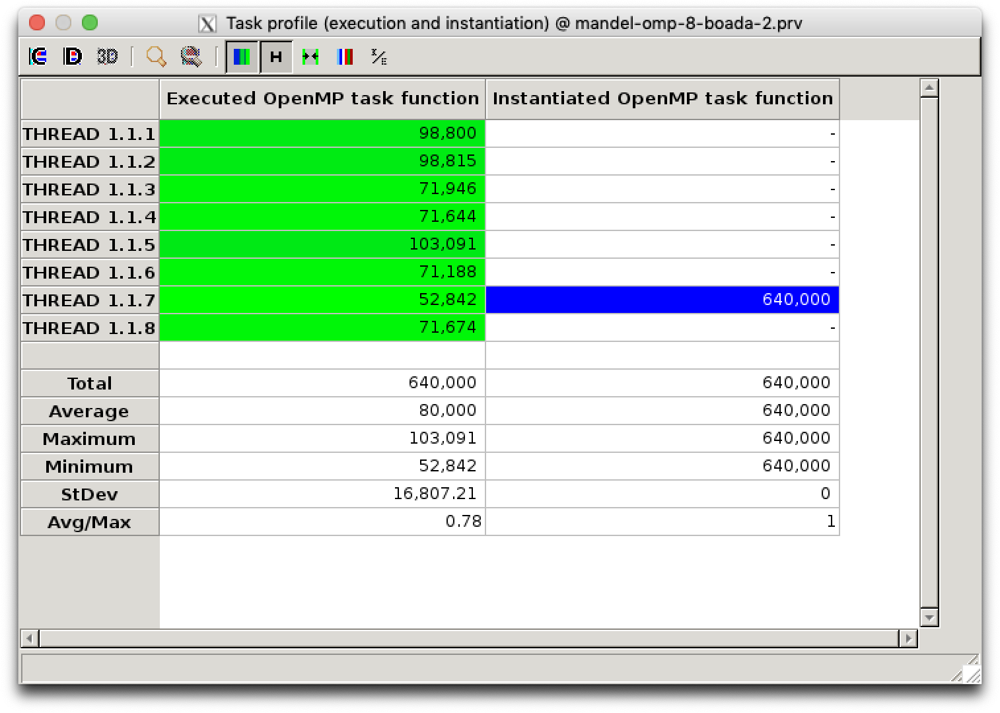 Task profile (execution and instantiation) @ mandel-omp-8-boada-2.prv
3D H
Executed OpenMP task function Instantiated OpenMP task function
THREAD 1.1.1 98,800 -
THREAD 1.1.2 98,815 -
THREAD 1.1.3 71,946 -
THREAD 1.1.4 71,644 -
THREAD 1.1.5 103,091 -
THREAD 1.1.6 71,188 -
THREAD 1.1.7 52,842 640,000
THREAD 1.1.8 71,674 -
Total 640,000 640,000
Average 80,000 640,000
Maximum 103,091 640,000
Minimum 52,842 640,000
StDev 16,807.21 0
Avg/Max 0.78 1